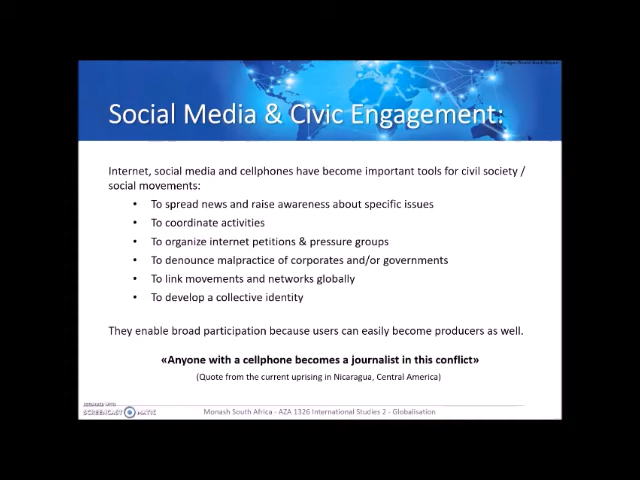 Social Media & Civic Engagement:
Internet, social media and cellphones have become important tools for civil society /
social movements:
• To spread news and raise awareness about specific issues
• To coordinate activities
• To organize internet petitions & pressure groups
• To denounce malpractice of corporates and/or governments
• To link movements and networks globally
• To develop a collective identity
They enable broad participation because users can easily become producers as well.
«Anyone with a cellphone becomes a journalist in this conflict»
(Quote from the current uprising in Nicaragua, Central America)
RECORDED WITH
SCREENCAST MATIC
Monash South Africa - AZA 1326 International Studies 2 - Globalisation